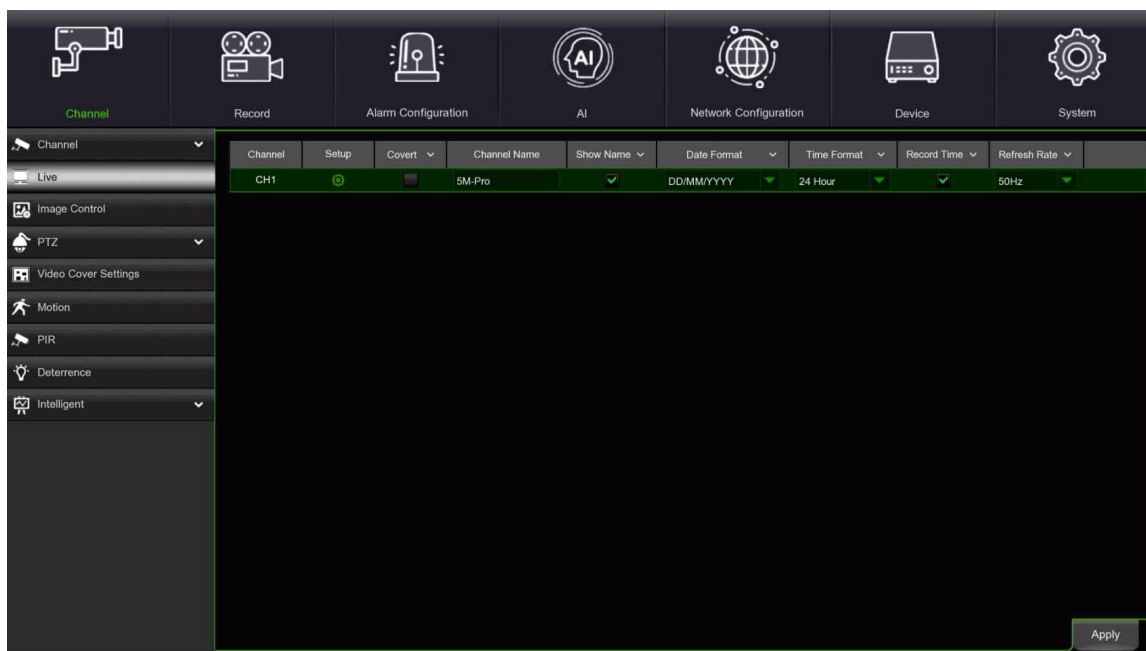 AI
Channel Record Alarm Configuration AI Network Configuration Device System
Channel
Live
Image Control
PTZ
Video Cover Settings
Motion
PIR
Deterrence
Intelligent
Channel Setup Covert Channel Name Show Name Date Format Time Format Record Time Refresh Rate
CH1 5M-Pro DD/MM/YYYY 24 Hour 50Hz
Apply